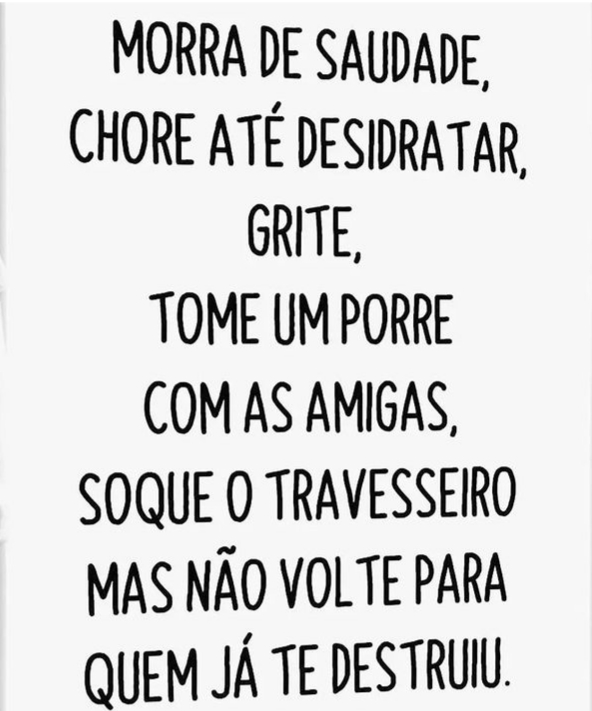 MORRA DE SAUDADE,
CHORE ATÉ DESIDRATAR,
GRITE,
TOME UM PORRE
COM AS AMIGAS,
SOQUE O TRAVESSEIRO
MAS NÃO VOLTE PARA
QUEM JÁ TE DESTRUIU.